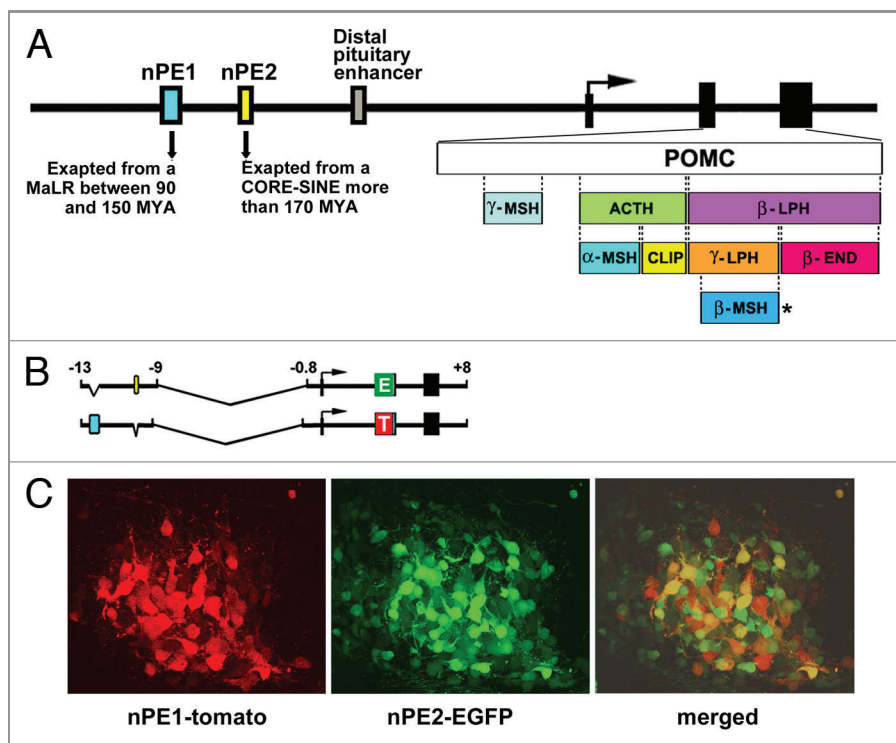 A
nPE1
nPE2
Distal
pituitary
enhancer
Exapted from a
MaLR between 90
and 150 MYA
Exapted from a
CORE-SINE more
than 170 MYA
POMC
γ-MSH
ACTH
β-LPH
α-MSH
CLIP
γ-LPH
β-END
β-MSH *
B
-13
-9
-0.8
+8
E
T
C
nPE1-tomato
nPE2-EGFP
merged